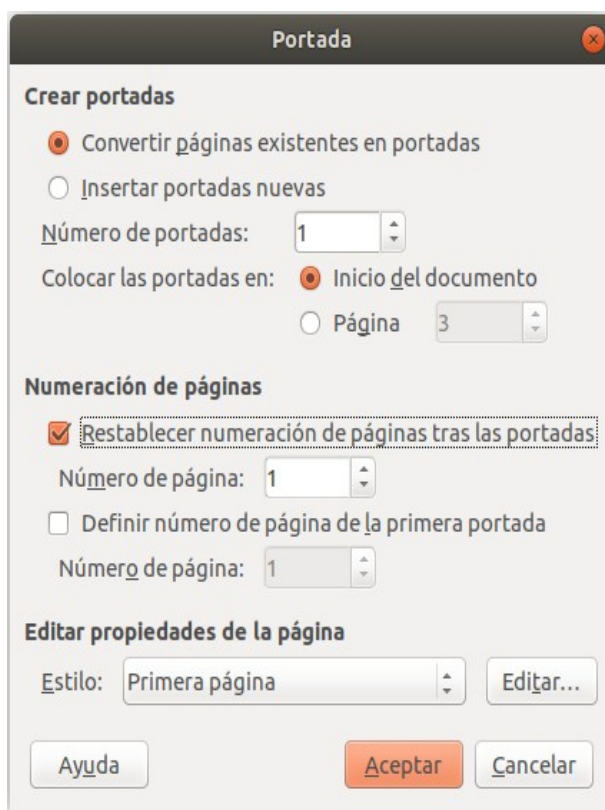 Portada
Crear portadas
Convertir páginas existentes en portadas
Insertar portadas nuevas
Número de portadas: 1
Colocar las portadas en: Inicio del documento
Página 3
Numeración de páginas
Restablecer numeración de páginas tras las portadas
Número de página: 1
Definir número de página de la primera portada
Número de página: 1
Editar propiedades de la página
Estilo: Primera página Editar...
Ayuda Aceptar Cancelar